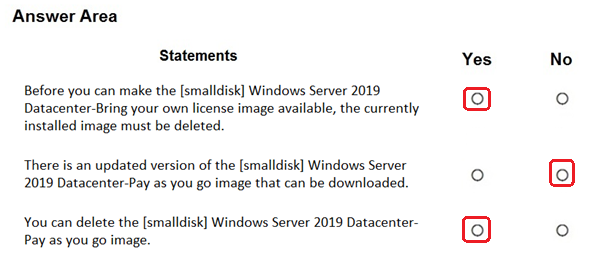 Answer Area
Statements Yes No
Before you can make the [smalldisk] Windows Server 2019
Datacenter-Bring your own license image available, the currently
installed image must be deleted.
There is an updated version of the [smalldisk] Windows Server
2019 Datacenter-Pay as you go image that can be downloaded.
You can delete the [smalldisk] Windows Server 2019 Datacenter-
Pay as you go image.